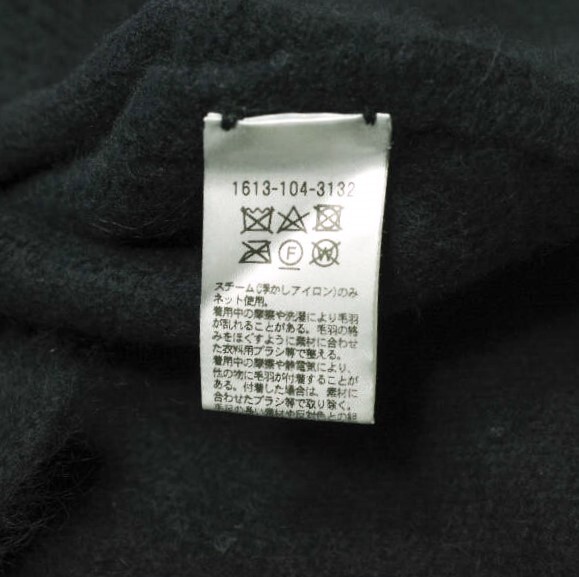 1613-104-3132
F W
スチーム(浮かしアイロン)のみ
ネット使用。
着用中の摩擦や洗濯により毛羽
が乱れることがある。毛羽の絡
みをほぐすように素材に合わせ
た衣料用ブラシ等で整える。
着用中の摩擦や静電気により、
他の物に毛羽が付着することが
ある。付着した場合は、素材に
合わせたブラシ等で取り除く。